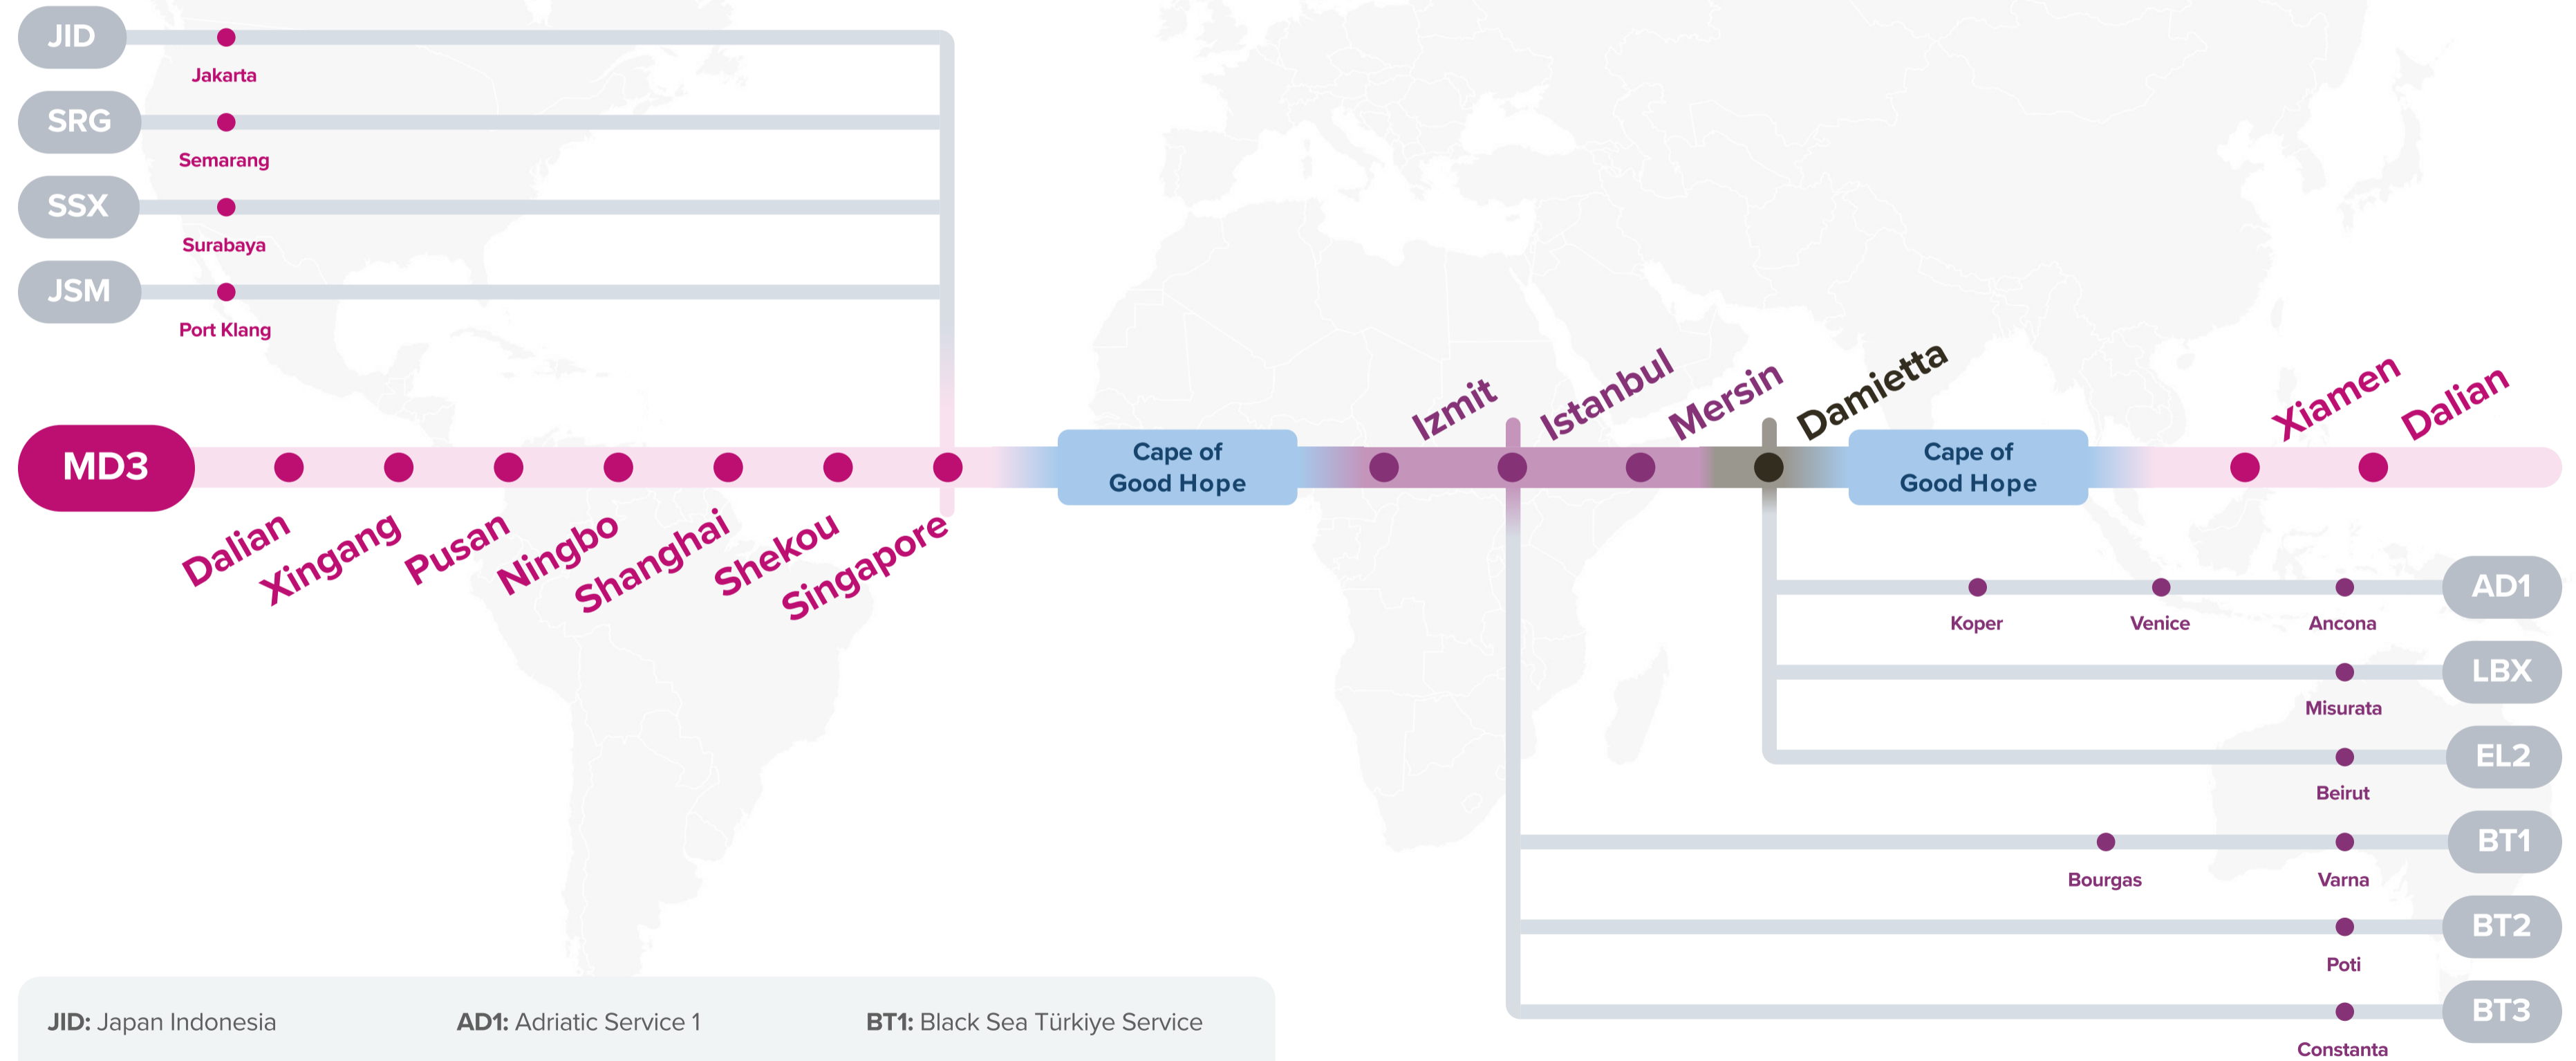 JID
Jakarta
SRG
Semarang
SSX
Surabaya
JSM
Port Klang
MD3
Dalian
Xingang
Pusan
Ningbo
Shanghai
Shekou
Singapore
Cape of
Good Hope
Izmit
Istanbul
Mersin
Damietta
Cape of
Good Hope
Xiamen
Dalian
AD1
Koper
Venice
Ancona
LBX
Misurata
EL2
Beirut
BT1
Bourgas
Varna
BT2
Poti
BT3
Constanta
JID: Japan Indonesia
AD1: Adriatic Service 1
BT1: Black Sea Türkiye Service